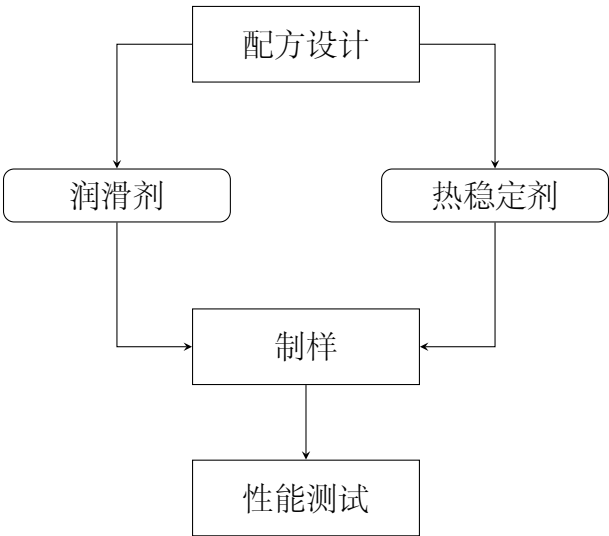 配方设计
润滑剂
热稳定剂
制样
性能测试